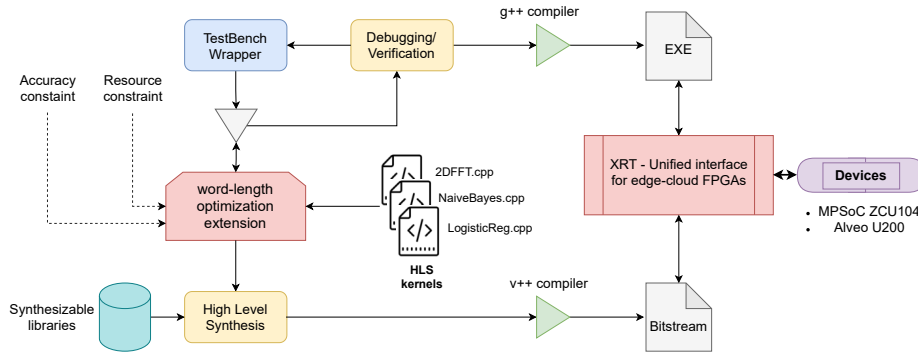 g++ compiler
TestBench
Wrapper
Debugging/
Verification
EXE
Accuracy
constaint
Resource
constraint
2DFFT.cpp
NaiveBayes.cpp
LogisticReg.cpp
HLS
kernels
word-length
optimization
extension
XRT - Unified interface
for edge-cloud FPGAs
Devices
• MPSoC ZCU104
• Alveo U200
v++ compiler
Synthesizable
libraries
High Level
Synthesis
Bitstream